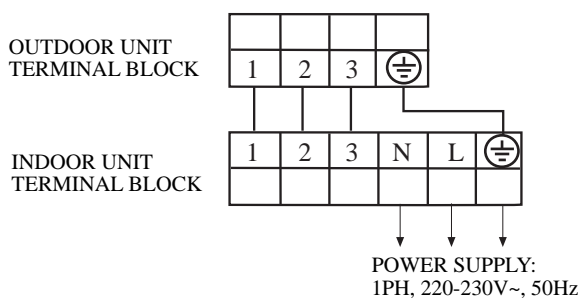 OUTDOOR UNIT
TERMINAL BLOCK
1 2 3
INDOOR UNIT
TERMINAL BLOCK
1 2 3 N L
POWER SUPPLY:
1PH, 220-230V~, 50Hz